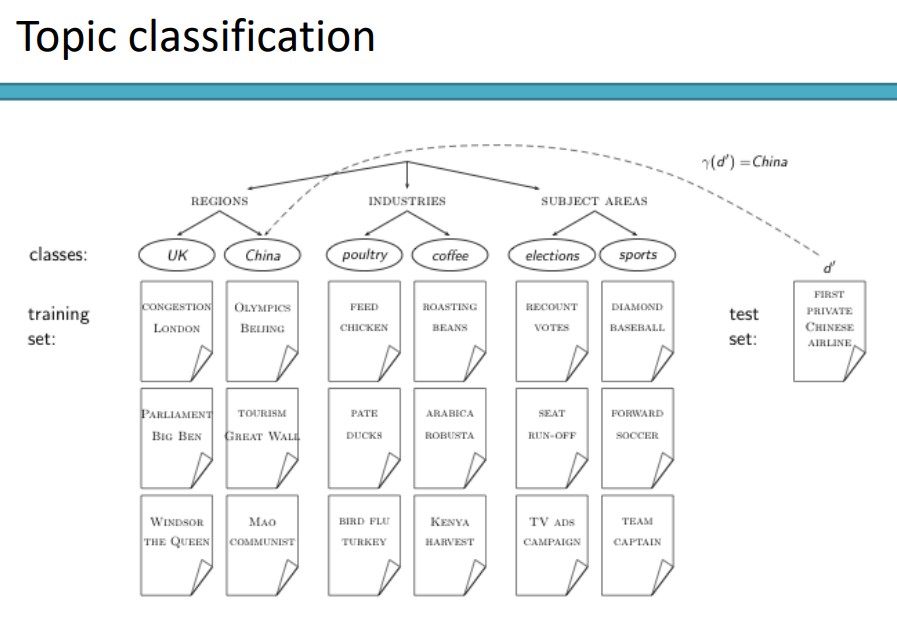 Topic classification
γ(d′) =China
REGIONS INDUSTRIES SUBJECT AREAS
classes: UK China poultry coffee elections sports d′
training set:
CONGESTION LONDON
OLYMPICS BEIJING
FEED CHICKEN
ROASTING BEANS
RECOUNT VOTES
DIAMOND BASEBALL
test set:
FIRST PRIVATE CHINESE AIRLINE
PARLIAMENT BIG BEN
TOURISM GREAT WALL
PATE DUCKS
ARABICA ROBUSTA
SEAT RUN-OFF
FORWARD SOCCER
WINDSOR THE QUEEN
MAO COMMUNIST
BIRD FLU TURKEY
KENYA HARVEST
TV ADS CAMPAIGN
TEAM CAPTAIN